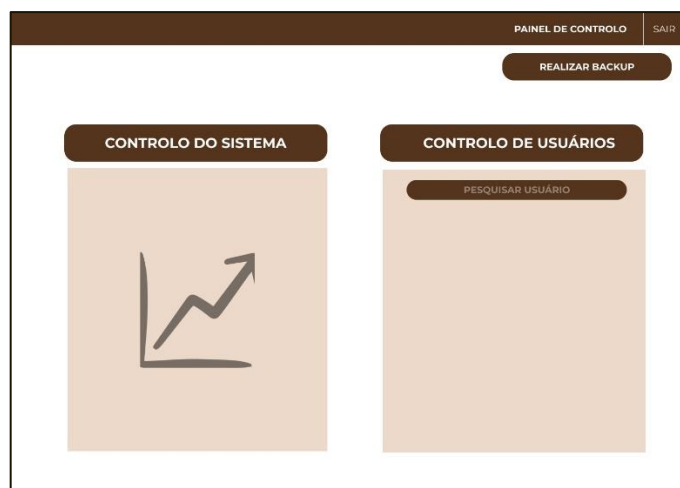 PAINEL DE CONTROLO
SAIR
REALIZAR BACKUP
CONTROLO DO SISTEMA
CONTROLO DE USUÁRIOS
PESQUISAR USUÁRIO